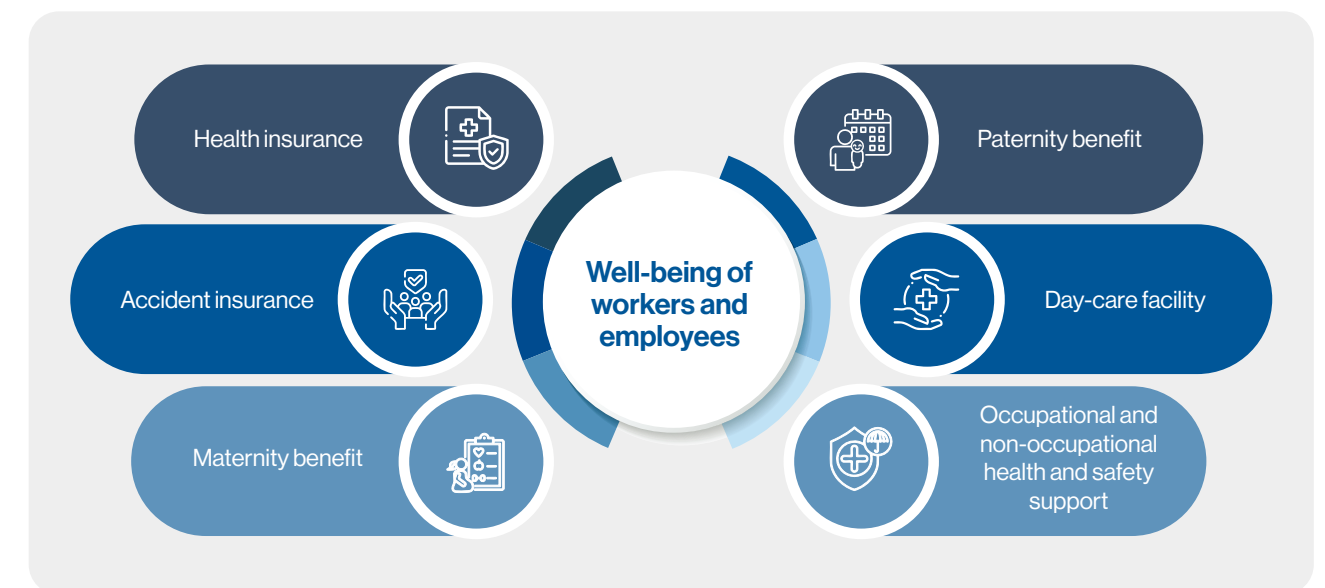 Health insurance
Accident insurance
Maternity benefit
Well-being of
workers and
employees
Paternity benefit
Day-care facility
Occupational and
non-occupational
health and safety
support